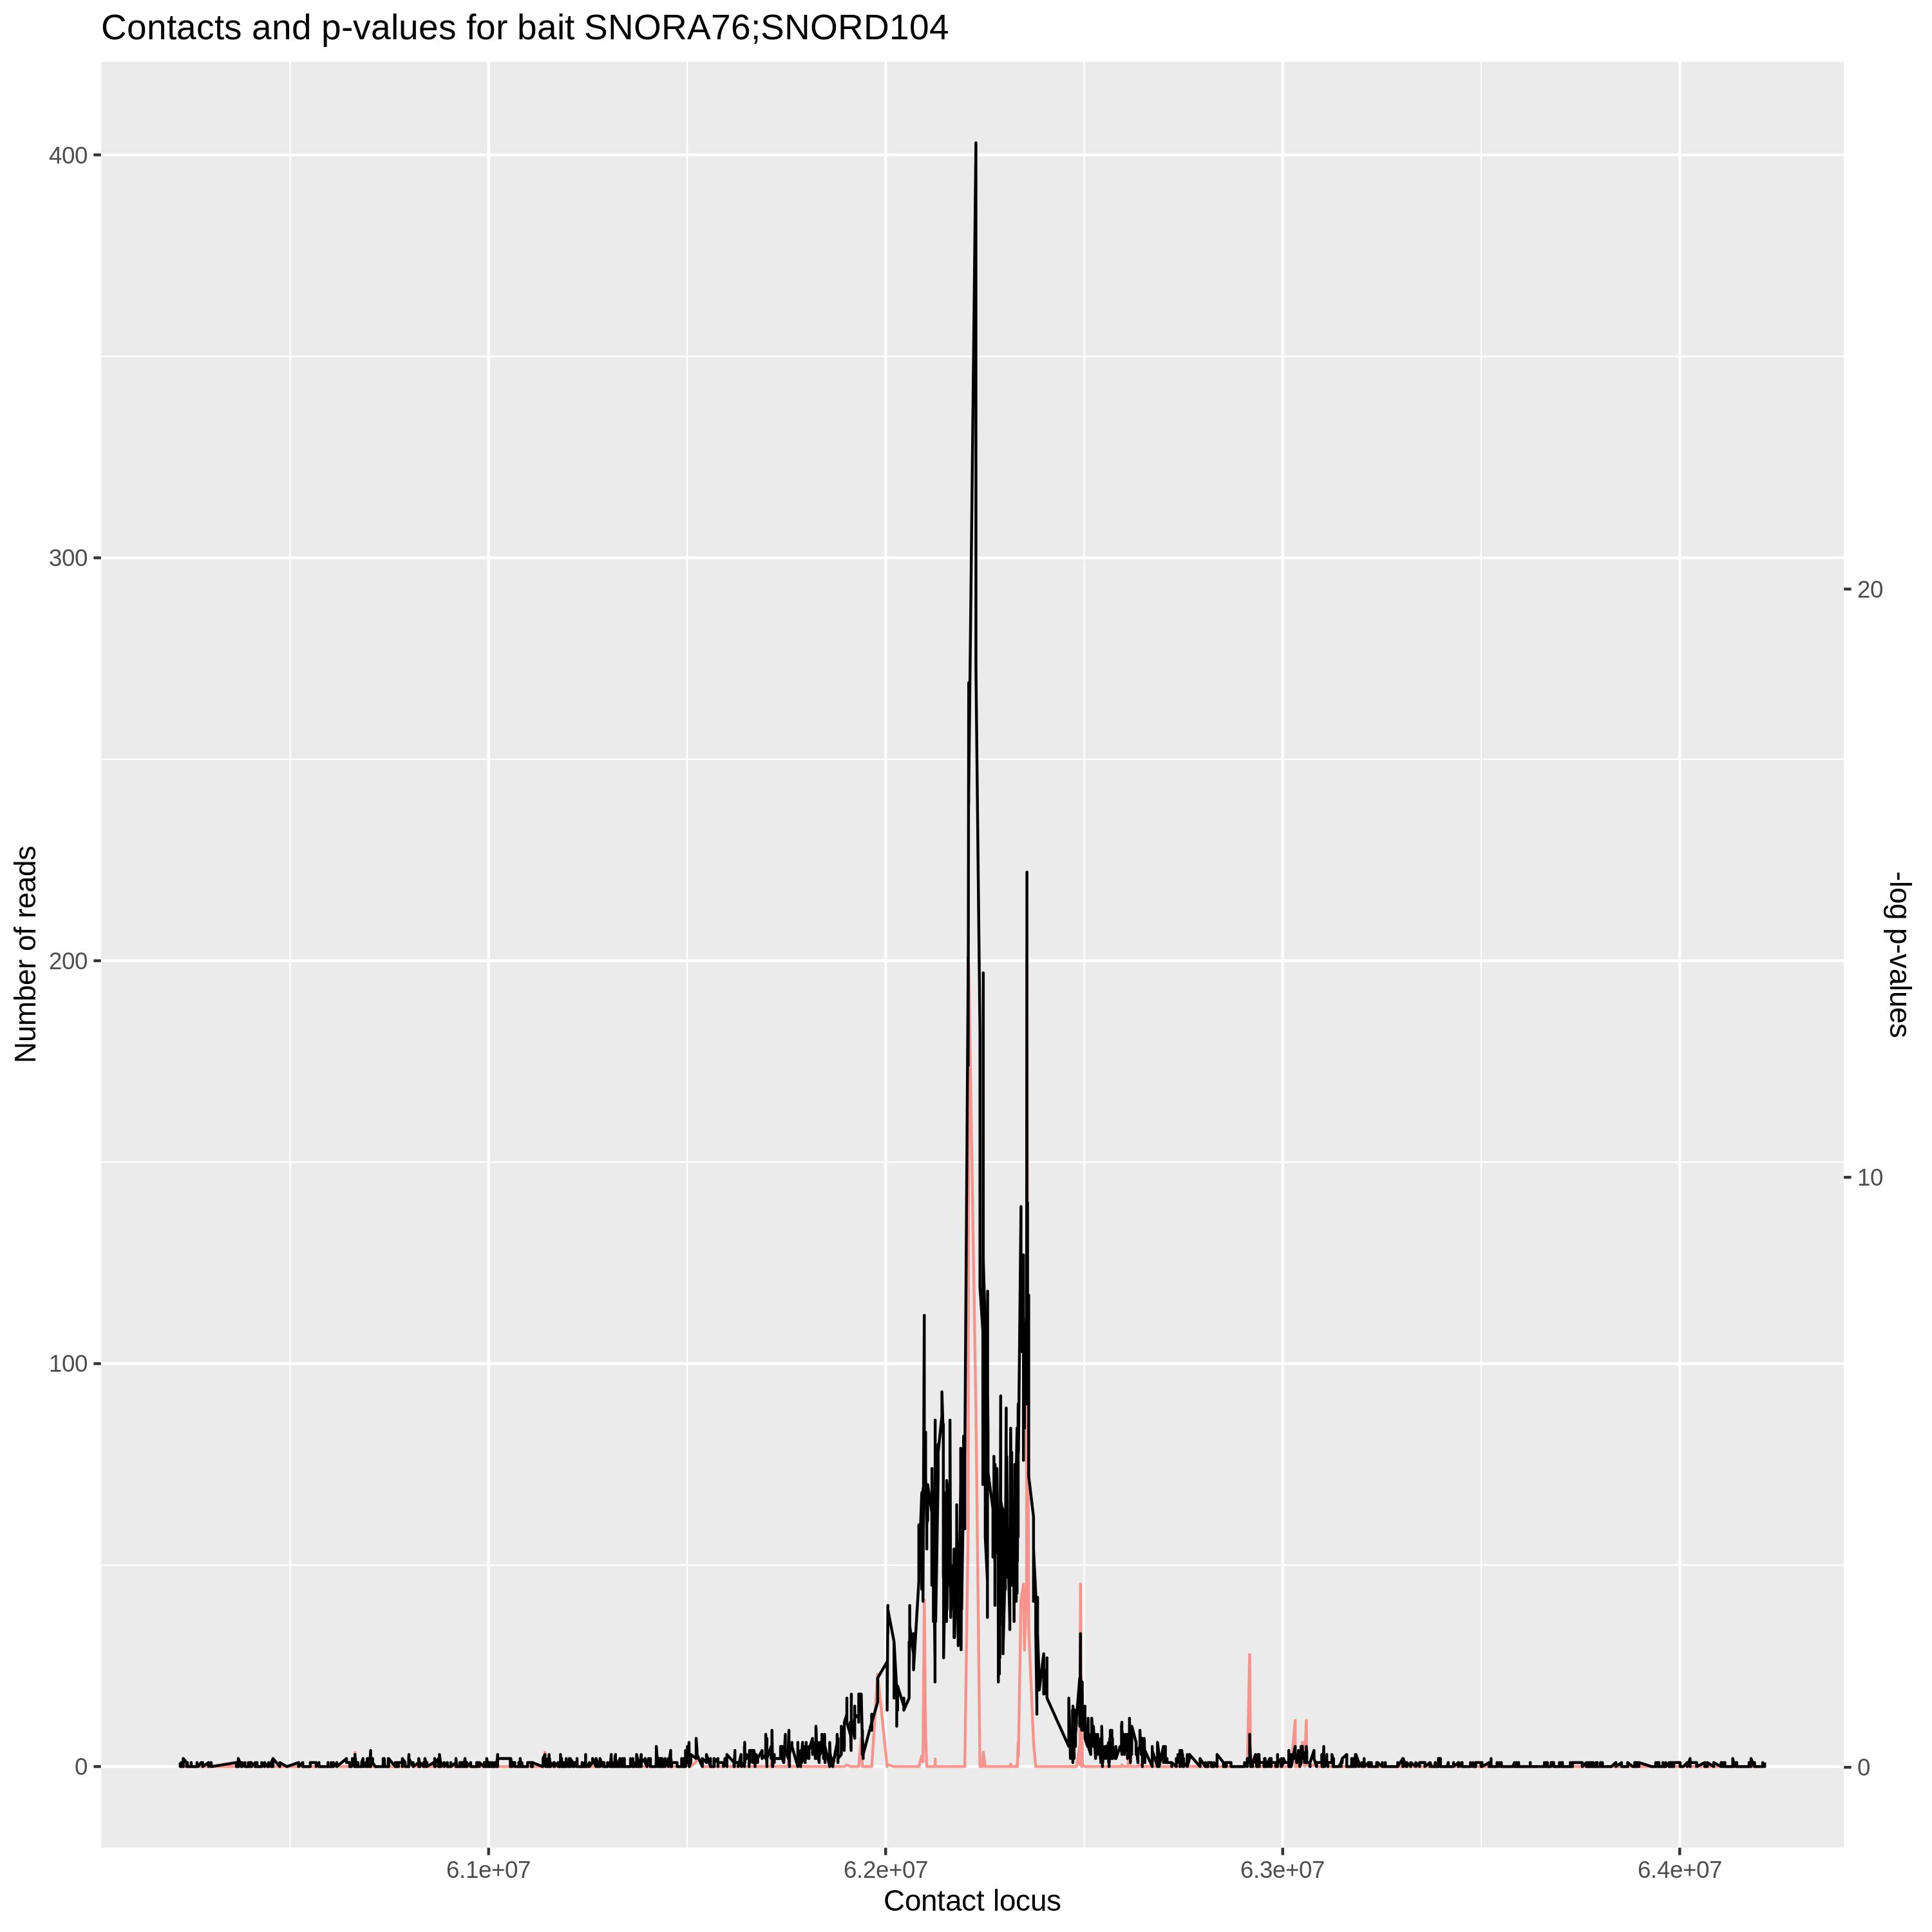 Contacts and p-values for bait SNORA76;SNORD104
400
300
200
100
0
Number of reads
20
10
0
-log p-values
6.1e+07
6.2e+07
6.3e+07
6.4e+07
Contact locus